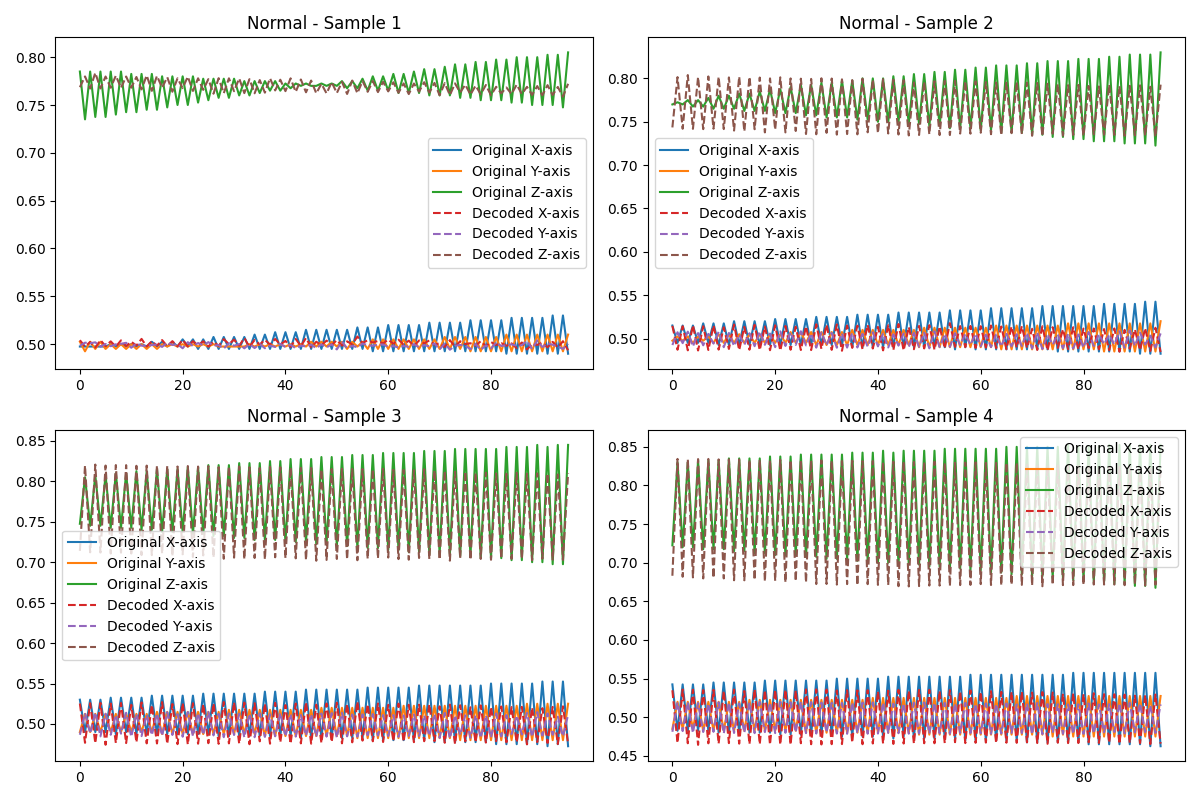 Normal - Sample 1
0.80
0.75
0.70
0.65
0.60
0.55
0.50
0 20 40 60 80
Original X-axis
Original Y-axis
Original Z-axis
Decoded X-axis
Decoded Y-axis
Decoded Z-axis
Normal - Sample 2
0.80
0.75
0.70
0.65
0.60
0.55
0.50
0 20 40 60 80
Original X-axis
Original Y-axis
Original Z-axis
Decoded X-axis
Decoded Y-axis
Decoded Z-axis
Normal - Sample 3
0.85
0.80
0.75
0.70
0.65
0.60
0.55
0.50
0 20 40 60 80
Original X-axis
Original Y-axis
Original Z-axis
Decoded X-axis
Decoded Y-axis
Decoded Z-axis
Normal - Sample 4
0.85
0.80
0.75
0.70
0.65
0.60
0.55
0.50
0.45
0 20 40 60 80
Original X-axis
Original Y-axis
Original Z-axis
Decoded X-axis
Decoded Y-axis
Decoded Z-axis